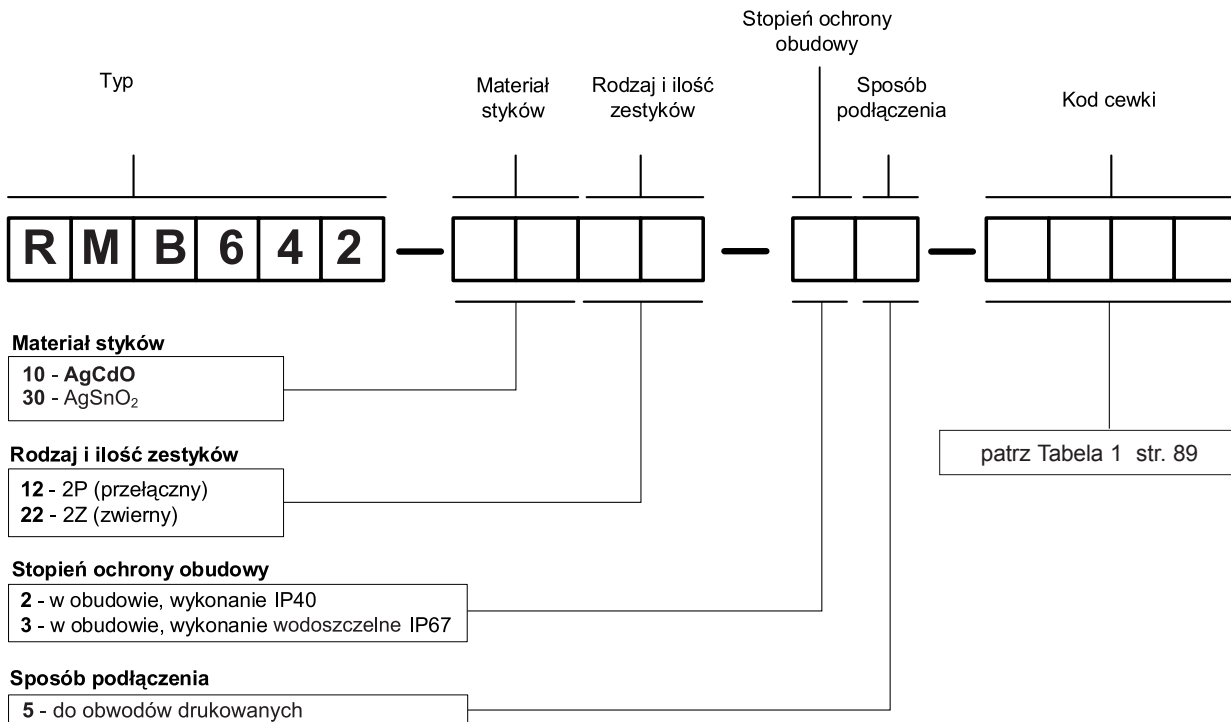 Typ
Materiał
styków
Rodzaj i ilość
zestyków
Stopień ochrony
obudowy
Sposób
podłączenia
Kod cewki
R M B 6 4 2 — — —
Materiał styków
10 - AgCdO
30 - AgSnO₂
Rodzaj i ilość zestyków
12 - 2P (przełączny)
22 - 2Z (zwierny)
patrz Tabela 1 str. 89
Stopień ochrony obudowy
2 - w obudowie, wykonanie IP40
3 - w obudowie, wykonanie wodoszczelne IP67
Sposób podłączenia
5 - do obwodów drukowanych